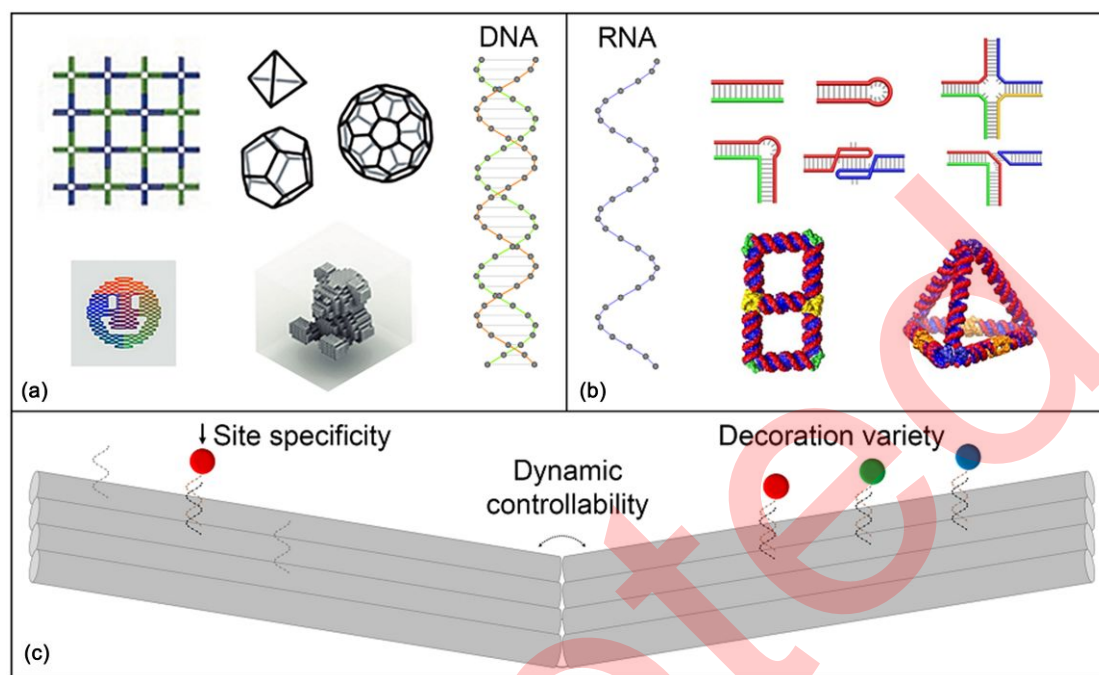 DNA
(a)
RNA
(b)
Site specificity
Dynamic
controllability
Decoration variety
(c)